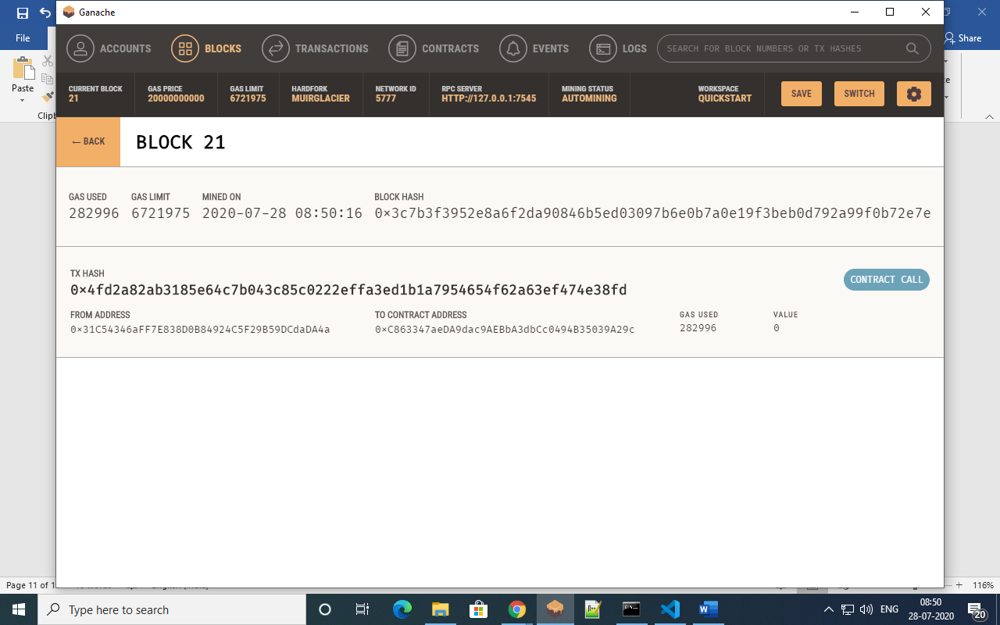 Ganache
File
Share
ACCOUNTS
BLOCKS
TRANSACTIONS
CONTRACTS
EVENTS
LOGS
SEARCH FOR BLOCK NUMBERS OR TX HASHES
Paste
CURRENT BLOCK
21
GAS PRICE
20000000000
GAS LIMIT
6721975
HARDFORK
MUIRGLACIER
NETWORK ID
5777
RPC SERVER
HTTP://127.0.0.1:7545
MINING STATUS
AUTOMINING
WORKSPACE
QUICKSTART
SAVE
SWITCH
← BACK
BLOCK 21
GAS USED
282996
GAS LIMIT
6721975
MINED ON
2020-07-28 08:50:16
BLOCK HASH
0×3c7b3f3952e8a6f2da90846b5ed03097b6e0b7a0e19f3beb0d792a99f0b72e7e
TX HASH
0×4fd2a82ab3185e64c7b043c85c0222effa3ed1b1a7954654f62a63ef474e38fd
CONTRACT CALL
FROM ADDRESS
0×31C54346aFF7E838D0B84924C5F29B59DCdaDA4a
TO CONTRACT ADDRESS
0×C863347aeDA9dac9AEBbA3dbCc0494B35039A29c
GAS USED
282996
VALUE
0
Page 11 of 1
116%
Type here to search
ENG
08:50
28-07-2020
20